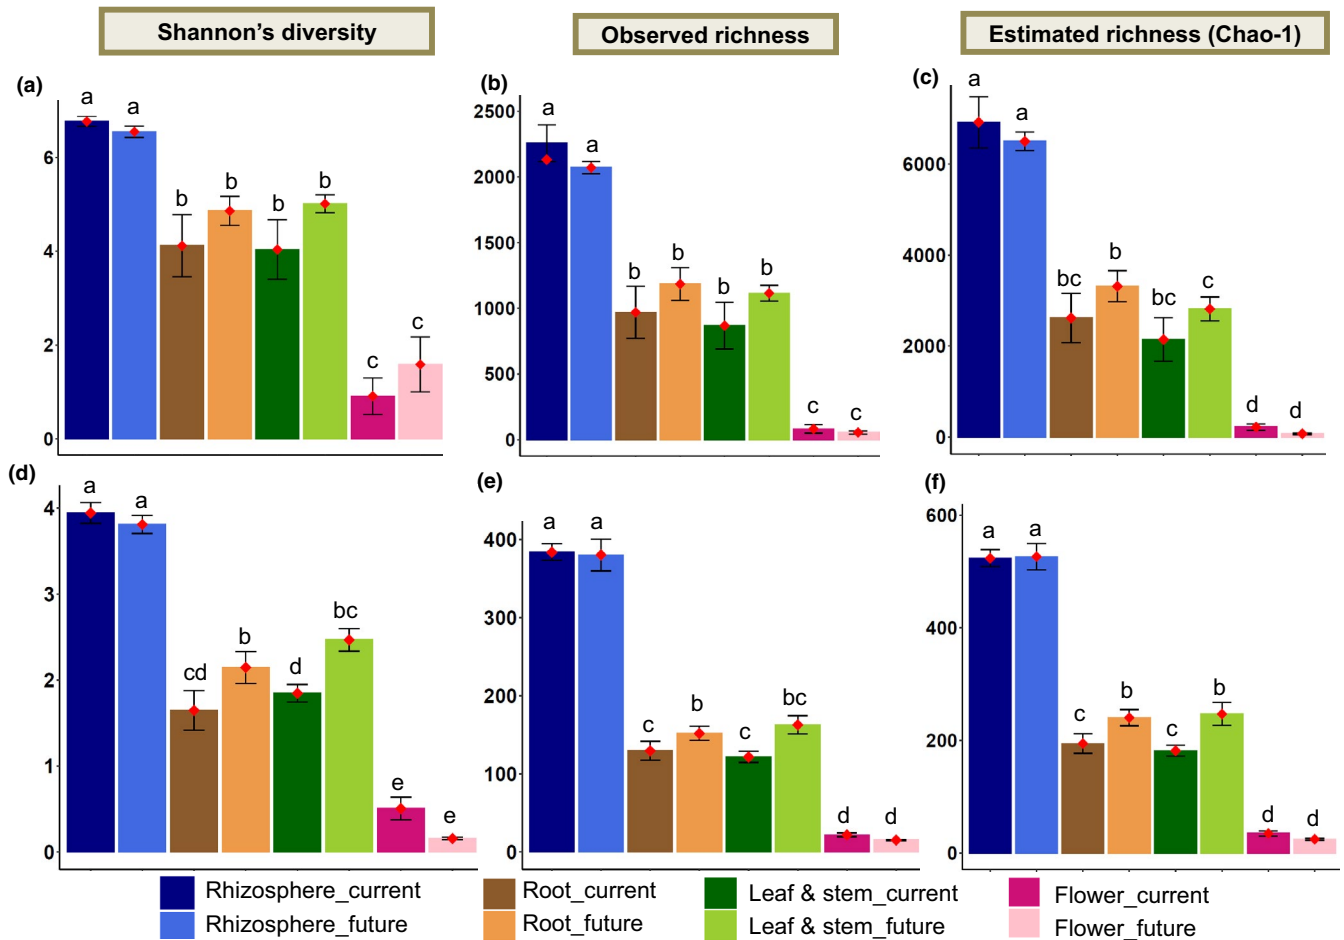 Shannon's diversity
Observed richness
Estimated richness (Chao-1)
(a)
6
4
2
0
a
a
b
b
b
b
c
c
(b)
2500
2000
1500
1000
500
0
a
a
b
b
b
b
c
c
(c)
6000
4000
2000
0
a
a
bc
b
bc
c
d
d
(d)
4
3
2
1
0
a
a
cd
b
d
bc
e
e
(e)
400
300
200
100
0
a
a
c
b
c
bc
d
d
(f)
600
400
200
0
a
a
c
b
c
b
d
d
Rhizosphere_current
Rhizosphere_future
Root_current
Root_future
Leaf & stem_current
Leaf & stem_future
Flower_current
Flower_future